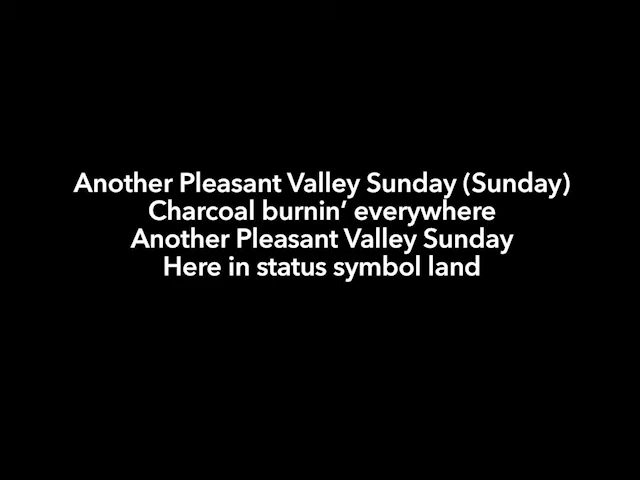 Another Pleasant Valley Sunday (Sunday)
Charcoal burnin’ everywhere
Another Pleasant Valley Sunday
Here in status symbol land